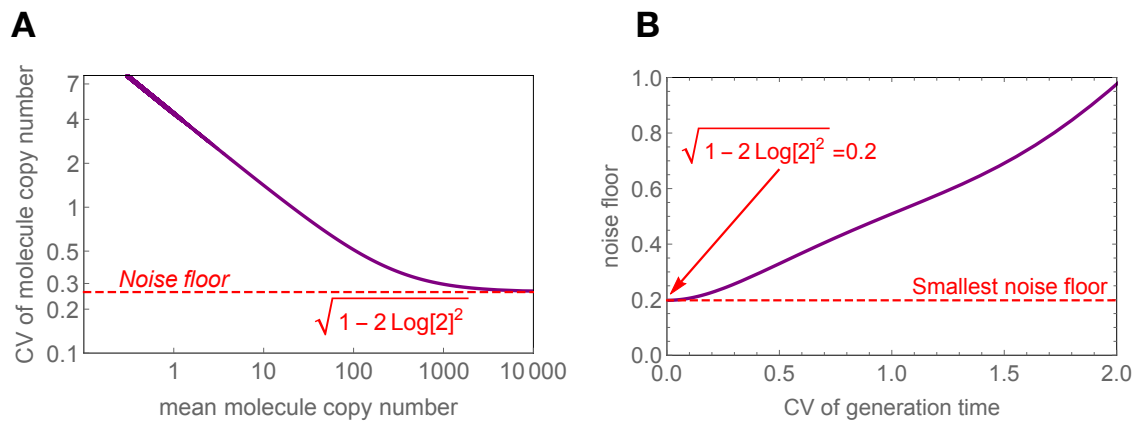 A
CV of molecule copy number
7
4
2
1
0.5
0.3
0.2
0.1
Noise floor
√1 − 2 Log[2]²
1
10
100
1000
10 000
mean molecule copy number
B
noise floor
1.0
0.8
0.6
0.4
0.2
0.0
√1 − 2 Log[2]² =0.2
Smallest noise floor
0.0
0.5
1.0
1.5
2.0
CV of generation time